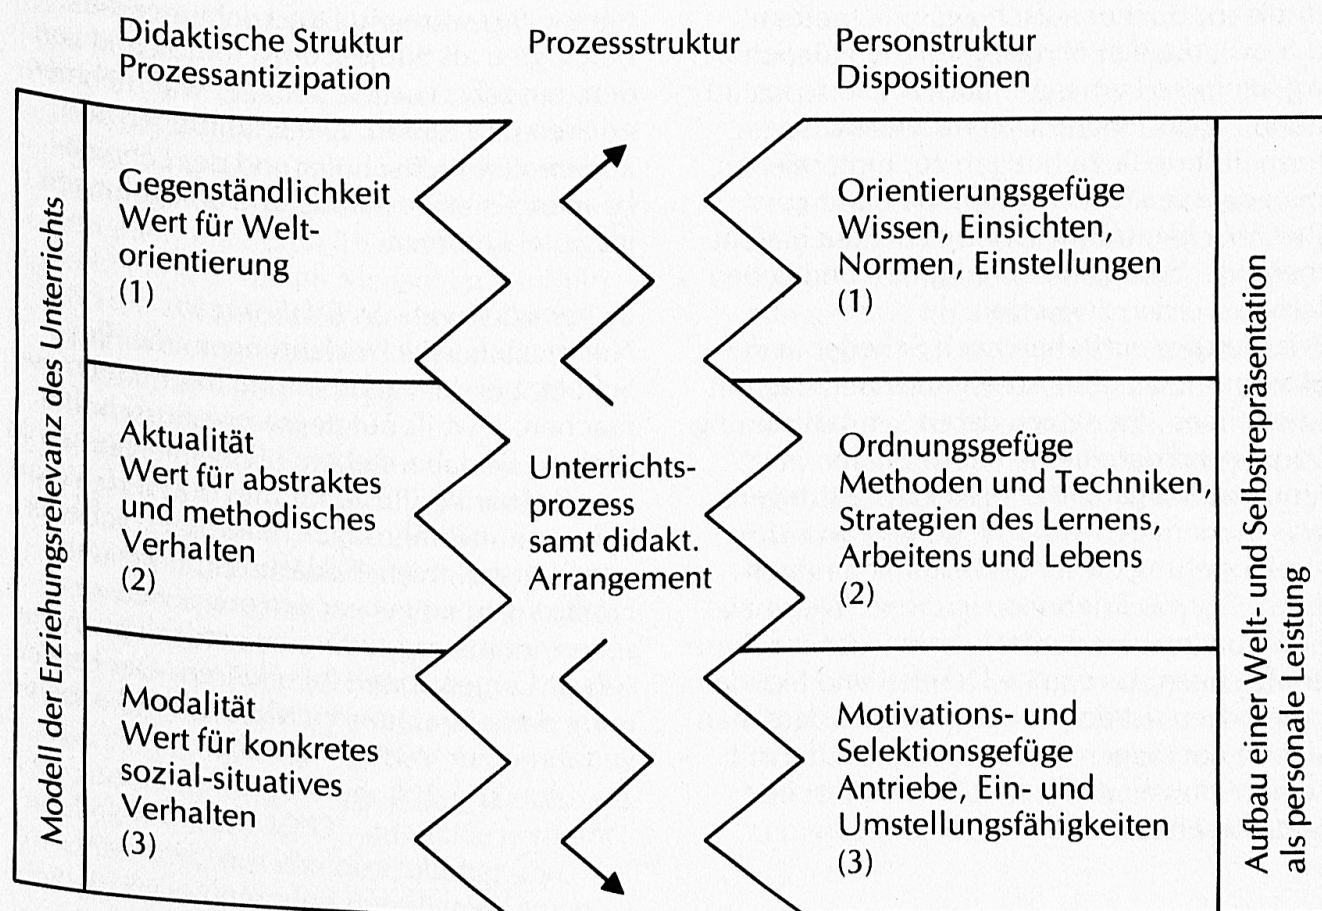 Didaktische Struktur
Prozessantizipation
Prozessstruktur
Personstruktur
Dispositionen
Modell der Erziehungsrelevanz des Unterrichts
Gegenständlichkeit
Wert für Welt-
orientierung
(1)
Aktualität
Wert für abstraktes
und methodisches
Verhalten
(2)
Modalität
Wert für konkretes
sozial-situatives
Verhalten
(3)
Unterrichts-
prozess
samt didakt.
Arrangement
Orientierungsgefüge
Wissen, Einsichten,
Normen, Einstellungen
(1)
Ordnungsgefüge
Methoden und Techniken,
Strategien des Lernens,
Arbeitens und Lebens
(2)
Motivations- und
Selektionsgefüge
Antriebe, Ein- und
Umstellungsfähigkeiten
(3)
Aufbau einer Welt- und Selbstrepräsentation
als personale Leistung